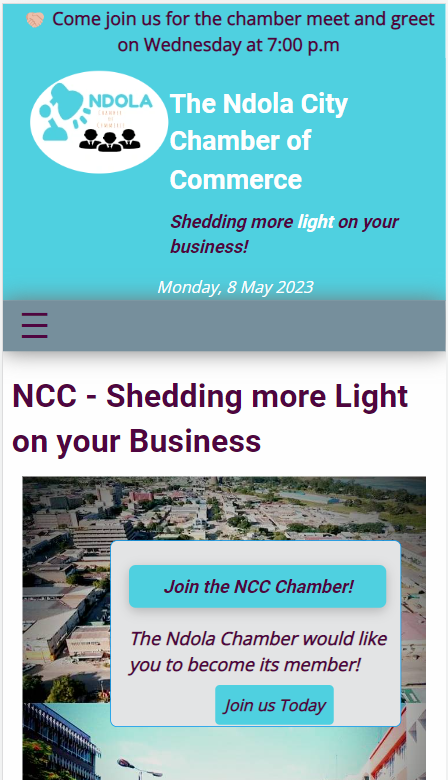 Come join us for the chamber meet and greet
on Wednesday at 7:00 p.m
NDOLA
CHAMBER
OF
COMMERCE
The Ndola City
Chamber of
Commerce
Shedding more light on your
business!
Monday, 8 May 2023
NCC - Shedding more Light
on your Business
Join the NCC Chamber!
The Ndola Chamber would like
you to become its member!
Join us Today